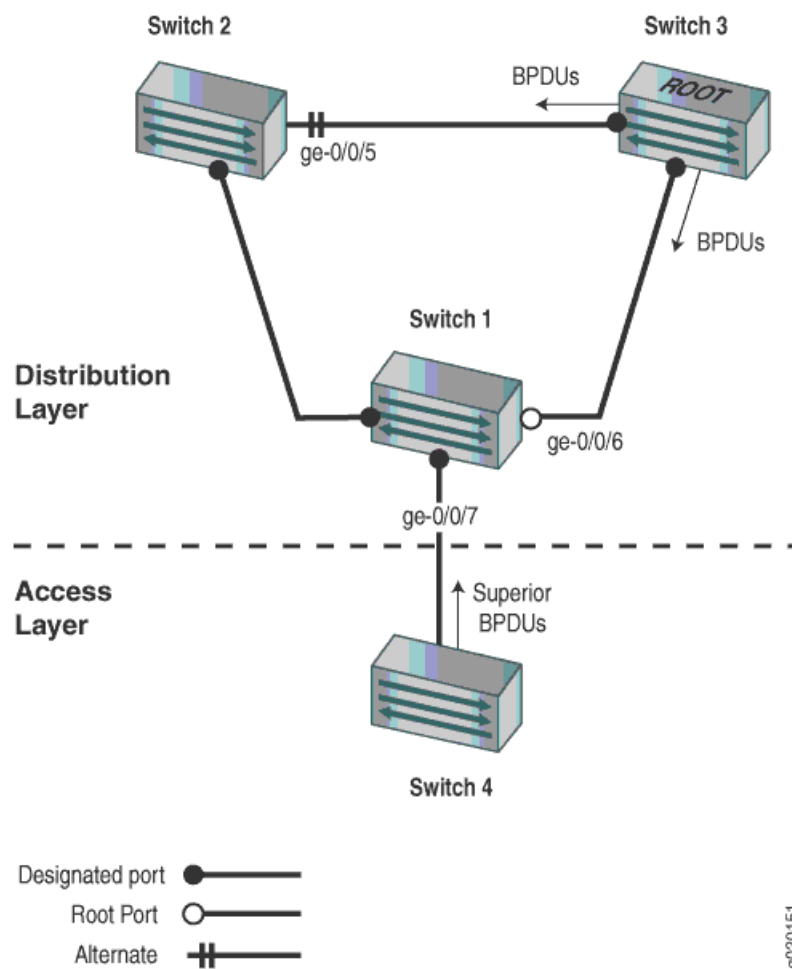 Switch 2
Switch 3
BPDUs
ROOT
ge-0/0/5
BPDUs
Switch 1
Distribution
Layer
ge-0/0/6
ge-0/0/7
Access
Layer
Superior
BPDUs
Switch 4
Designated port
Root Port
Alternate
g020151